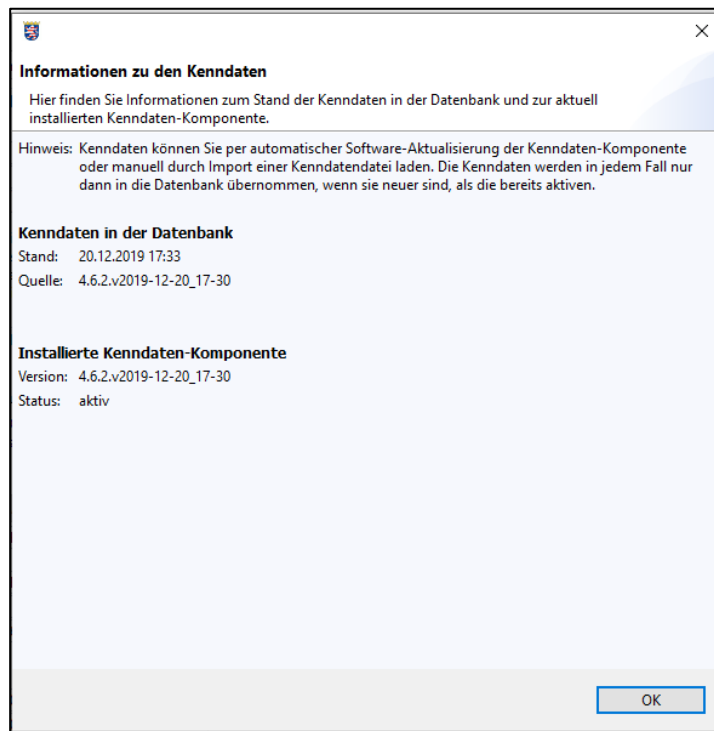 Informationen zu den Kenndaten
Hier finden Sie Informationen zum Stand der Kenndaten in der Datenbank und zur aktuell
installierten Kenndaten-Komponente.
Hinweis: Kenndaten können Sie per automatischer Software-Aktualisierung der Kenndaten-Komponente
oder manuell durch Import einer Kenndatendatei laden. Die Kenndaten werden in jedem Fall nur
dann in die Datenbank übernommen, wenn sie neuer sind, als die bereits aktiven.
Kenndaten in der Datenbank
Stand: 20.12.2019 17:33
Quelle: 4.6.2.v2019-12-20_17-30
Installierte Kenndaten-Komponente
Version: 4.6.2.v2019-12-20_17-30
Status: aktiv
OK